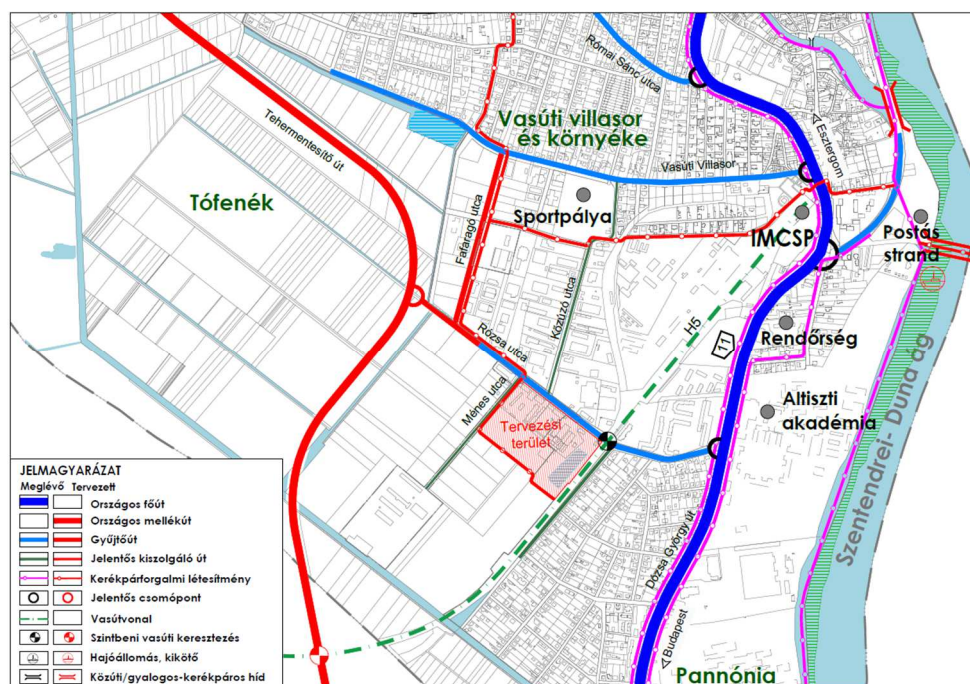 Római Sánc utca
Vasúti villasor
és környéke
Esztergom
Tehermentesítő út
Vasúti Villasor
Tófenék
Sportpálya
IMCSP
Postás
strand
Fafaragó utca
H5
11
Rendőrség
Kőzúzó utca
Rózsa utca
Ménes utca
Altiszti
akadémia
Tervezési
terület
Szentendrei- Duna ág
Dózsa György út
Budapest
Pannónia
JELMAGYARÁZAT
Meglévő Tervezett
Országos főút
Országos mellékút
Gyűjtőút
Jelentős kiszolgáló út
Kerékpárforgalmi létesítmény
Jelentős csomópont
Vasútvonal
Szintbeni vasúti keresztezés
Hajóállomás, kikötő
Közúti/gyalogos-kerékpáros híd